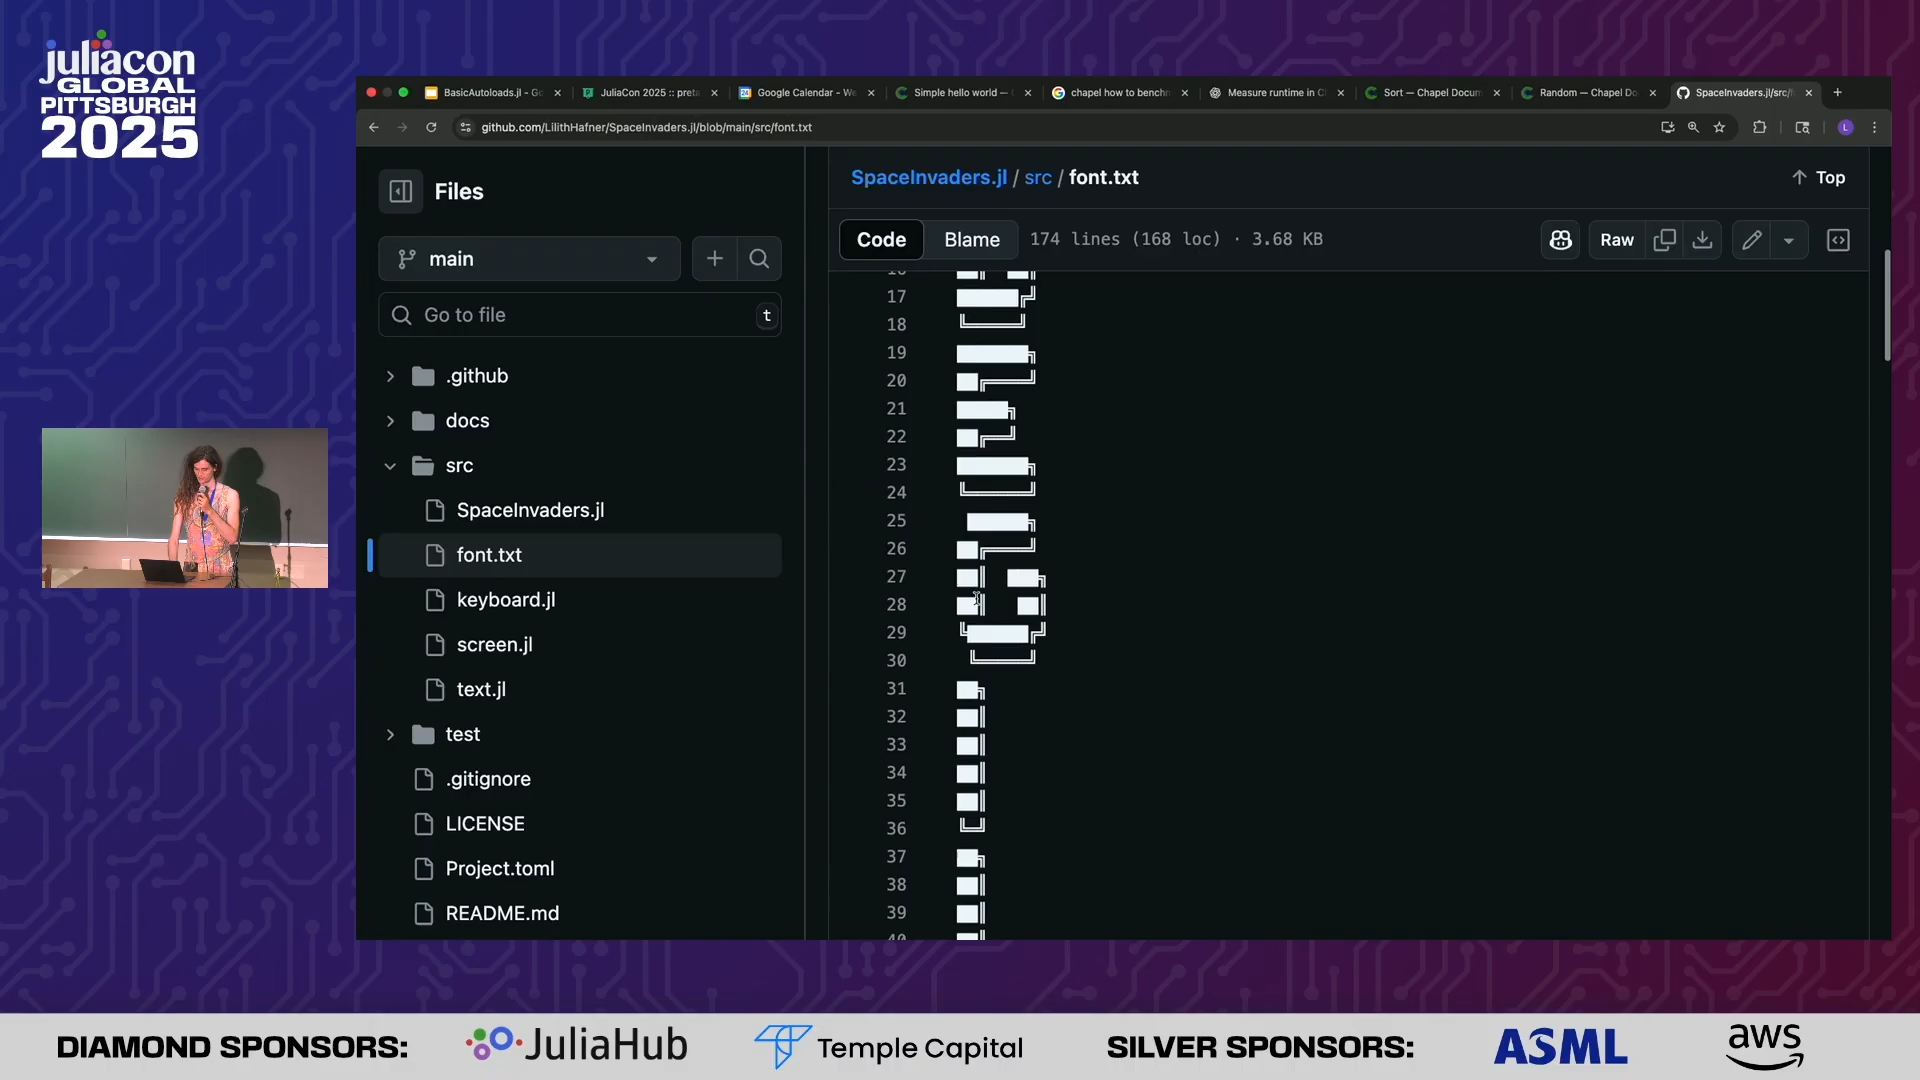 juliacon
GLOBAL
PITTSBURGH
2025
BasicAutoloads.jl - Go
JuliaCon 2025 :: preta
Google Calendar - We
Simple hello world —
chapel how to bench
Measure runtime in C
Sort — Chapel Docum
Random — Chapel Do
SpaceInvaders.jl/src/f
github.com/LilithHafner/SpaceInvaders.jl/blob/main/src/font.txt
L
Files
main
Go to file
t
.github
docs
src
SpaceInvaders.jl
font.txt
keyboard.jl
screen.jl
text.jl
test
.gitignore
LICENSE
Project.toml
README.md
SpaceInvaders.jl / src / font.txt
Top
Code
Blame
174 lines (168 loc) · 3.68 KB
Raw
17 ██████╔╝
18 ╚═════╝
19 ███████╗
20 ██╔════╝
21 █████╗
22 ██╔══╝
23 ███████╗
24 ╚══════╝
25  ██████╗
26 ██╔════╝
27 ██║  ███╗
28 ██║   ██║
29 ╚██████╔╝
30  ╚═════╝
31 ██╗
32 ██║
33 ██║
34 ██║
35 ██║
36 ╚═╝
37 ██╗
38 ██║
39 ██║
DIAMOND SPONSORS:
JuliaHub
Temple Capital
SILVER SPONSORS:
ASML
aws